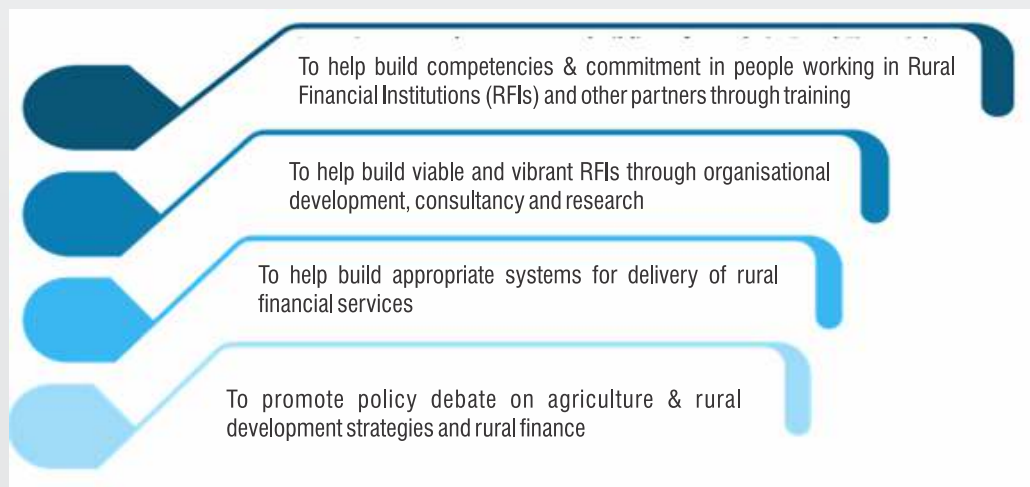 To help build competencies & commitment in people working in Rural
Financial Institutions (RFIs) and other partners through training
To help build viable and vibrant RFIs through organisational
development, consultancy and research
To help build appropriate systems for delivery of rural
financial services
To promote policy debate on agriculture & rural
development strategies and rural finance